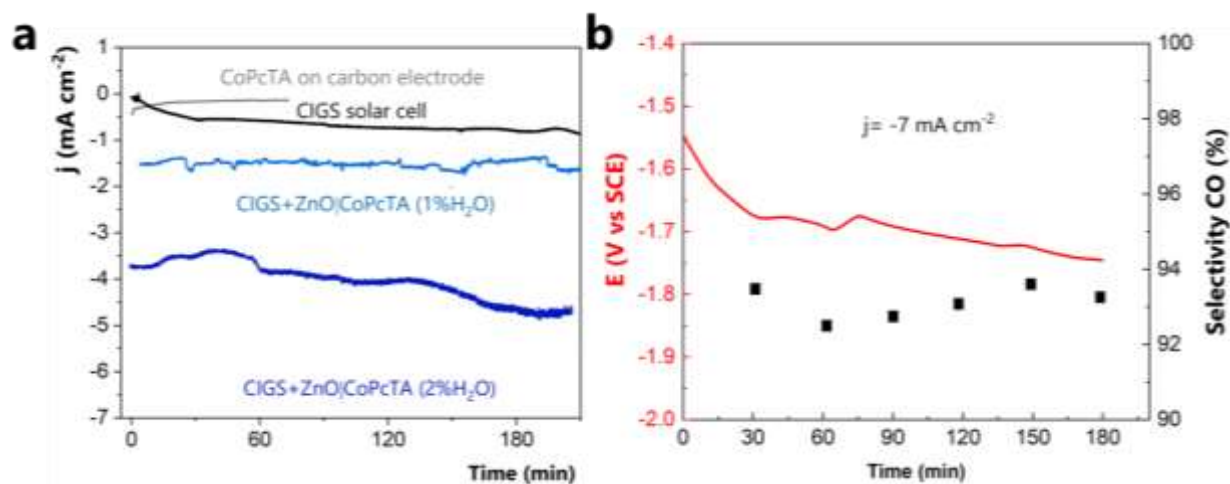 a
j (mA cm-2)
1
0
-1
-2
-3
-4
-5
-6
-7
CoPcTA on carbon electrode
CIGS solar cell
CIGS+ZnO|CoPcTA (1%H2O)
CIGS+ZnO|CoPcTA (2%H2O)
0
60
120
180
Time (min)
b
E (V vs SCE)
-1.4
-1.5
-1.6
-1.7
-1.8
-1.9
-2.0
j= -7 mA cm-2
0
30
60
90
120
150
180
Time (min)
100
98
96
94
92
90
Selectivity CO (%)